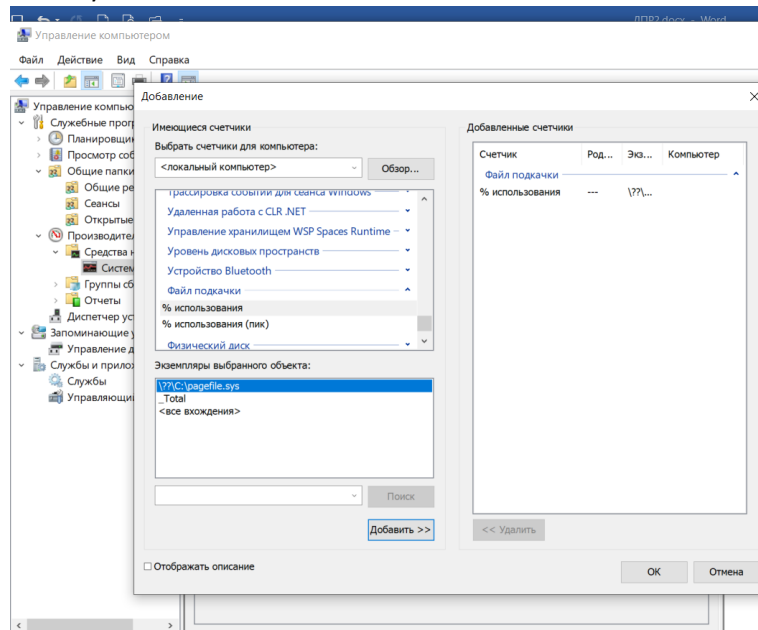 ЛПР2.docx - Word
Управление компьютером
Файл Действие Вид Справка
Управление компью
Служебные прог
Планировщик
Просмотр соб
Общие папки
Общие ре
Сеансы
Открытые
Производител
Средства н
Систем
Группы сб
Отчеты
Диспетчер уст
Запоминающие у
Управление д
Службы и прилож
Службы
Управляющи
Добавление
Имеющиеся счетчики
Выбрать счетчики для компьютера:
<локальный компьютер>
Обзор...
Трассировка событий для сеанса Windows
Удаленная работа с CLR .NET
Управление хранилищем WSP Spaces Runtime
Уровень дисковых пространств
Устройство Bluetooth
Файл подкачки
% использования
% использования (пик)
Физический диск
Экземпляры выбранного объекта:
\??\C:\pagefile.sys
_Total
<все вхождения>
Поиск
Добавить >>
Отображать описание
Добавленные счетчики
Счетчик Род... Экз... Компьютер
Файл подкачки
% использования --- \??\...
<< Удалить
ОК Отмена